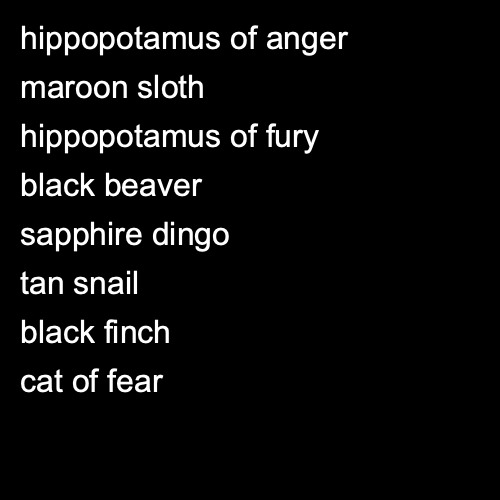 hippopotamus of anger
maroon sloth
hippopotamus of fury
black beaver
sapphire dingo
tan snail
black finch
cat of fear